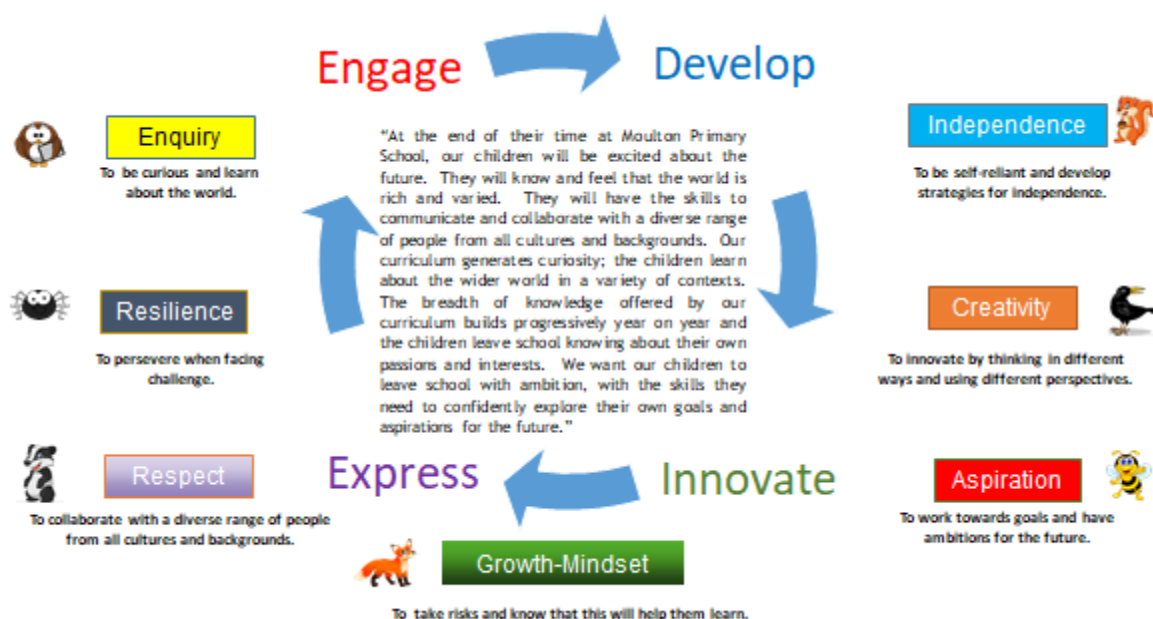 Engage
Develop
Enquiry
To be curious and learn
about the world.
Resilience
To persevere when facing
challenge.
Respect
To collaborate with a diverse range of people
from all cultures and backgrounds.
“At the end of their time at Moulton Primary
School, our children will be excited about the
future. They will know and feel that the world is
rich and varied. They will have the skills to
communicate and collaborate with a diverse range
of people from all cultures and backgrounds. Our
curriculum generates curiosity; the children learn
about the wider world in a variety of contexts.
The breadth of knowledge offered by our
curriculum builds progressively year on year and
the children leave school knowing about their own
passions and interests. We want our children to
leave school with ambition, with the skills they
need to confidently explore their own goals and
aspirations for the future.”
Independence
To be self-reliant and develop
strategies for independence.
Creativity
To innovate by thinking in different
ways and using different perspectives.
Aspiration
To work towards goals and have
ambitions for the future.
Express
Innovate
Growth-Mindset
To take risks and know that this will help them learn.